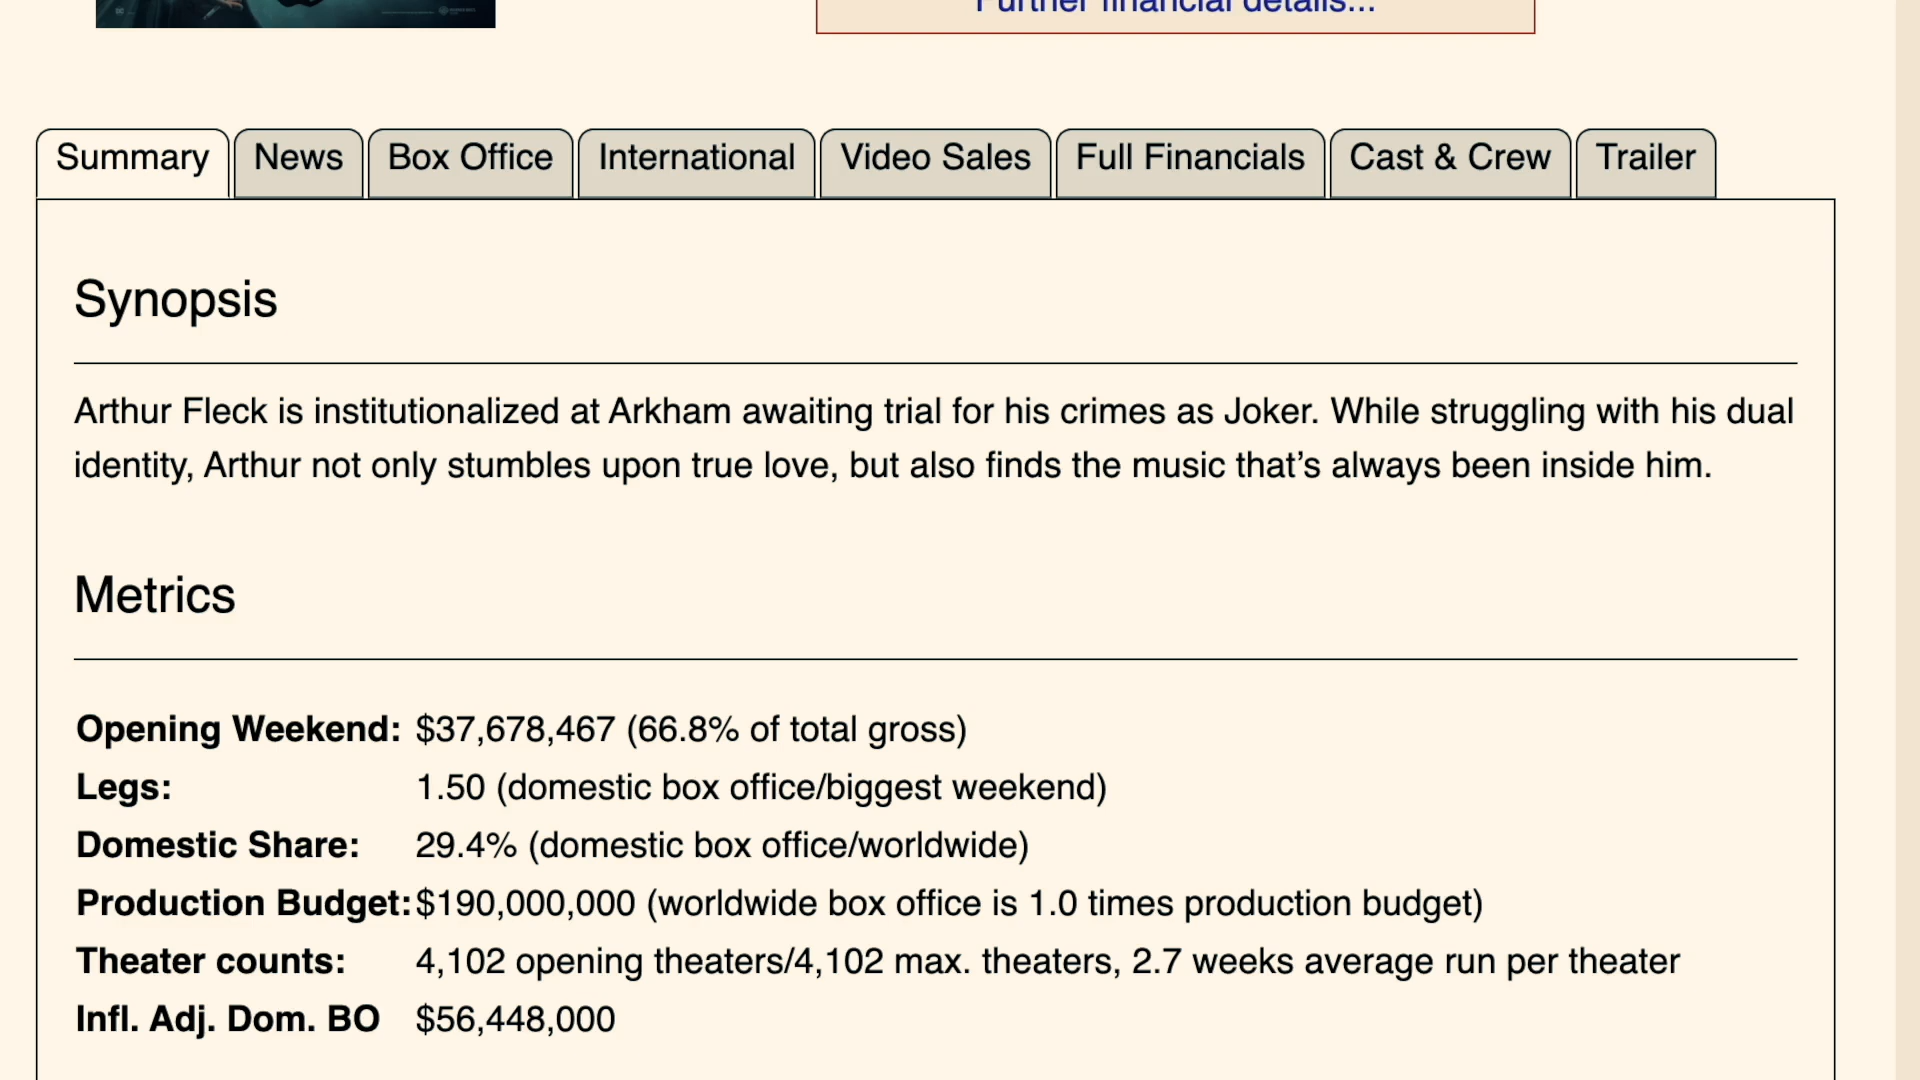 Further financial details...
Summary News Box Office International Video Sales Full Financials Cast & Crew Trailer
Synopsis
Arthur Fleck is institutionalized at Arkham awaiting trial for his crimes as Joker. While struggling with his dual
identity, Arthur not only stumbles upon true love, but also finds the music that’s always been inside him.
Metrics
Opening Weekend: $37,678,467 (66.8% of total gross)
Legs: 1.50 (domestic box office/biggest weekend)
Domestic Share: 29.4% (domestic box office/worldwide)
Production Budget: $190,000,000 (worldwide box office is 1.0 times production budget)
Theater counts: 4,102 opening theaters/4,102 max. theaters, 2.7 weeks average run per theater
Infl. Adj. Dom. BO $56,448,000